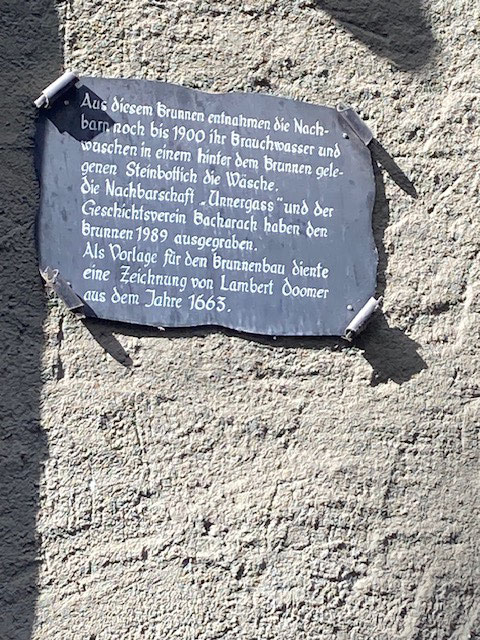 Aus diesem Brunnen entnahmen die Nach-
barn noch bis 1900 ihr Brauchwasser und
wuschen in einem hinter dem Brunnen gele-
genen Steinbottich die Wäsche.
die Nachbarschaft „Unnergass" und der
Geschichtsverein Bacharach haben den
Brunnen 1989 ausgegraben.
Als Vorlage für den Brunnenbau diente
eine Zeichnung von Lambert Doomer
aus dem Jahre 1663.